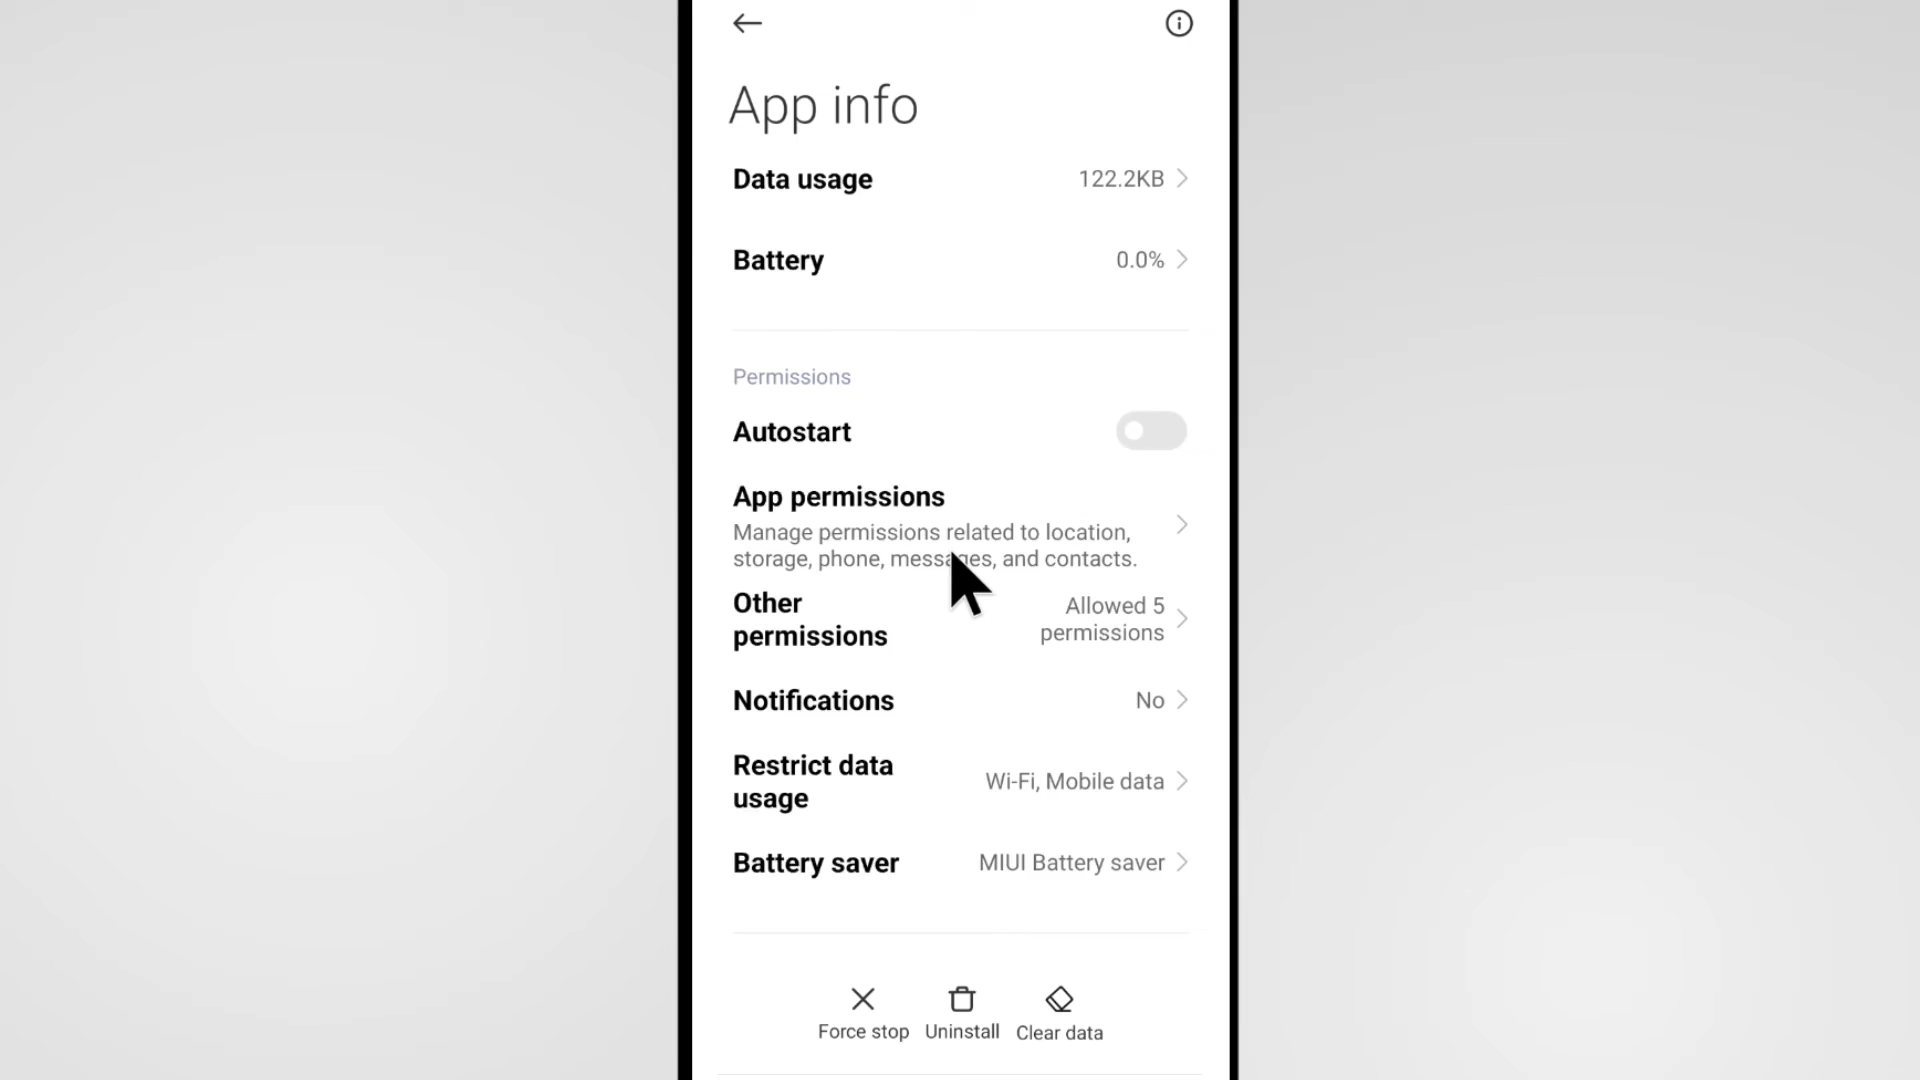 App info
Data usage 122.2KB
Battery 0.0%
Permissions
Autostart
App permissions
Manage permissions related to location,
storage, phone, messages, and contacts.
Other
permissions
Allowed 5
permissions
Notifications No
Restrict data
usage
Wi-Fi, Mobile data
Battery saver MIUI Battery saver
Force stop Uninstall Clear data